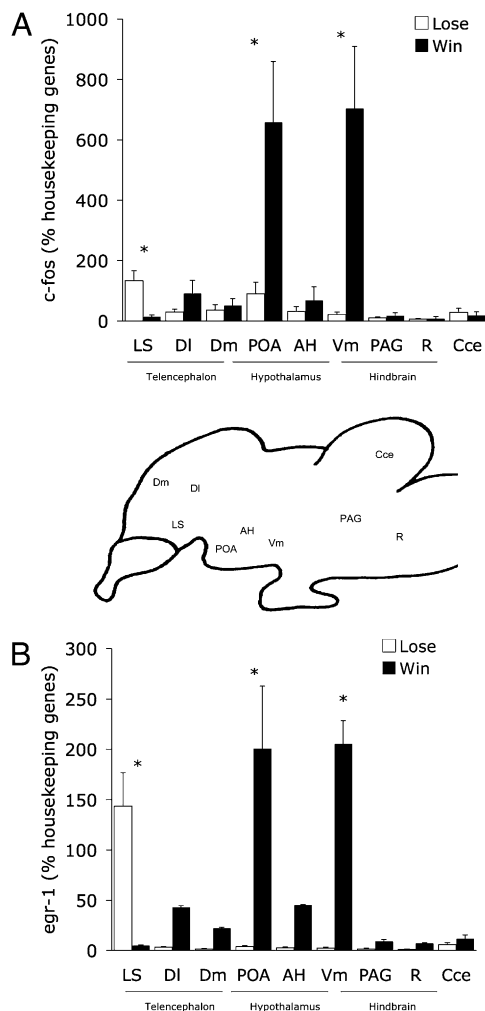 A
Lose
Win
c-fos (% housekeeping genes)
1000
800
600
400
200
0
*
*
*
LS Dl Dm POA AH Vm PAG R Cce
Telencephalon Hypothalamus Hindbrain
Cce
Dm
Dl
LS
AH
POA
Vm
PAG
R
B
Lose
Win
egr-1 (% housekeeping genes)
300
250
200
150
100
50
0
*
*
*
LS Dl Dm POA AH Vm PAG R Cce
Telencephalon Hypothalamus Hindbrain